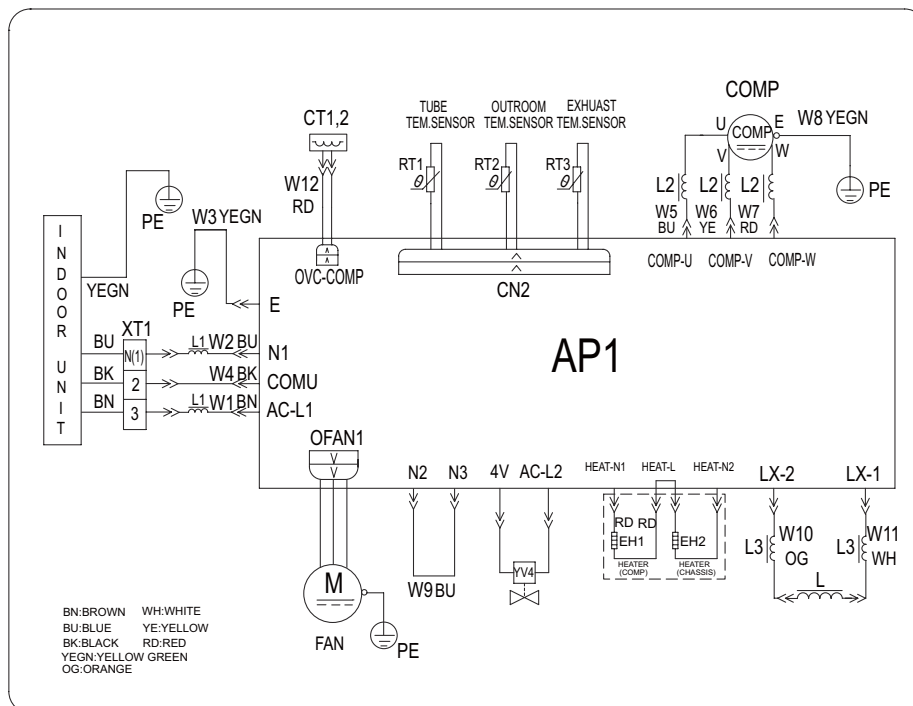 COMP
CT1,2
TUBE
TEM.SENSOR
OUTROOM
TEM.SENSOR
EXHUAST
TEM.SENSOR
U
E
COMP
V
W
W8 YEGN
PE
RT1
RT2
RT3
θ
θ
θ
W12
RD
L2
L2
L2
W5
BU
W6
YE
W7
RD
PE
W3 YEGN
PE
OVC-COMP
CN2
COMP-U
COMP-V
COMP-W
INDOOR UNIT
YEGN
E
XT1
BU
N(1)
L1
W2 BU
N1
BK
2
W4 BK
COMU
BN
3
L1
W1 BN
AC-L1
AP1
OFAN1
N2
N3
4V
AC-L2
HEAT-N1
HEAT-L
HEAT-N2
LX-2
LX-1
RD
RD
EH1
EH2
HEATER
(COMP)
HEATER
(CHASSIS)
L3
W10
OG
L3
W11
WH
L
M
FAN
PE
W9 BU
YV4
BN:BROWN WH:WHITE
BU:BLUE YE:YELLOW
BK:BLACK RD:RED
YEGN:YELLOW GREEN
OG:ORANGE